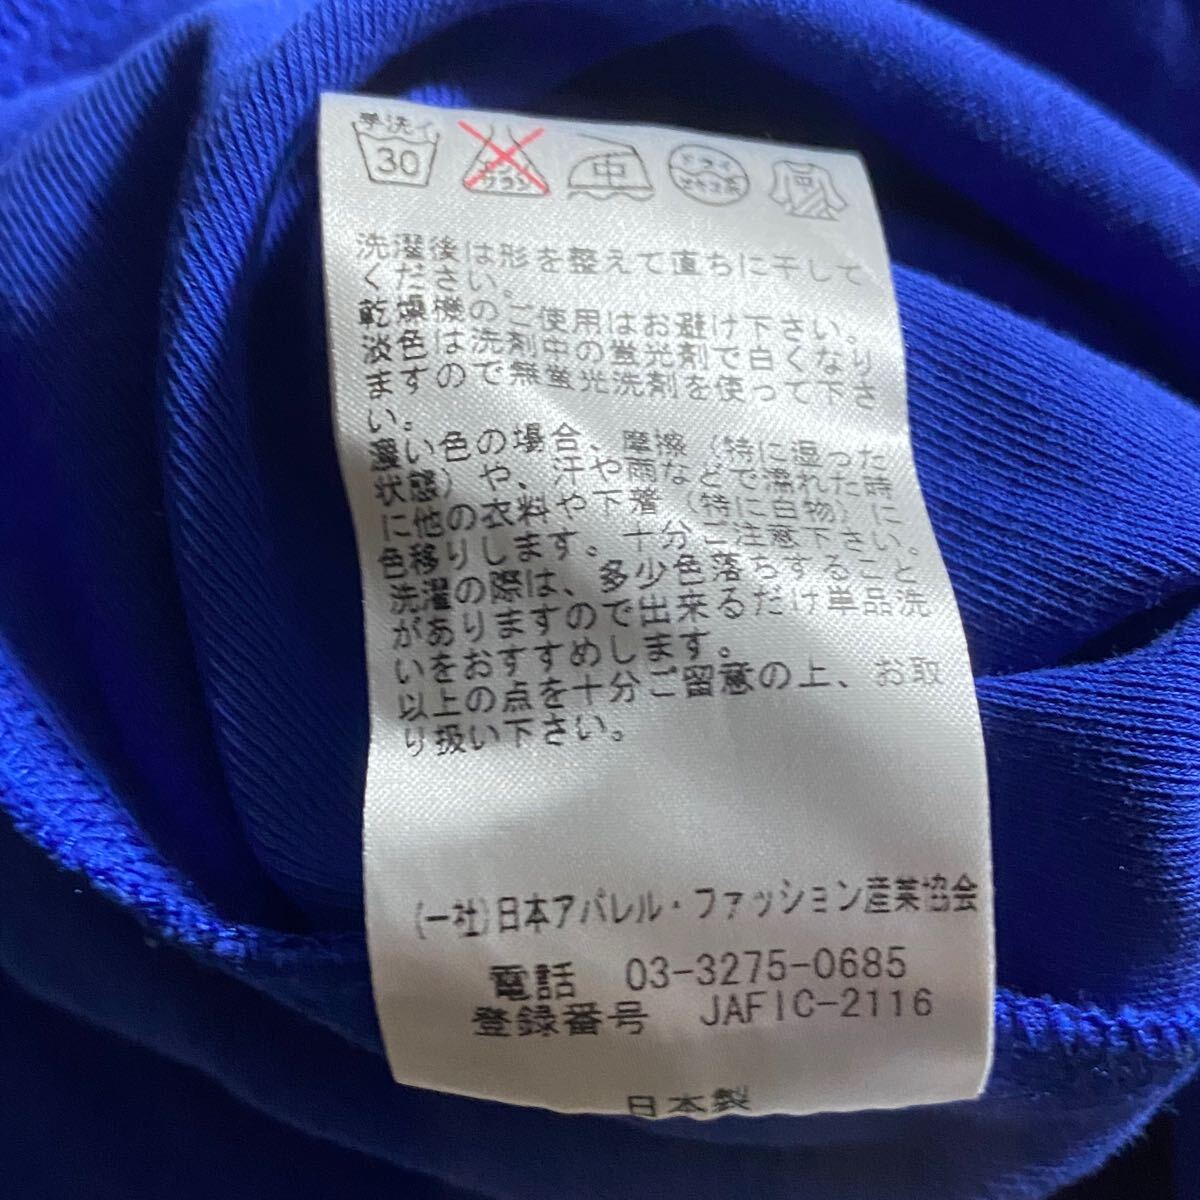 手洗イ
30
エンソ
サラシ
中
ドライ
セキユ系
洗濯後は形を整えて直ちに干して
ください。
乾燥機のご使用はお避け下さい。
淡色は洗剤中の蛍光剤で白くなり
ますので無蛍光洗剤を使って下さ
い。
濃い色の場合、摩擦(特に湿った
状態)や、汗や雨などで濡れた時
に他の衣料や下着(特に白物)に
色移りします。十分ご注意下さい。
洗濯の際は、多少色落ちすること
がありますので出来るだけ単品洗
いをおすすめします。
以上の点を十分ご留意の上、お取
り扱い下さい。
(一社)日本アパレル・ファッション産業協会
電話 03-3275-0685
登録番号 JAFIC-2116
日本製